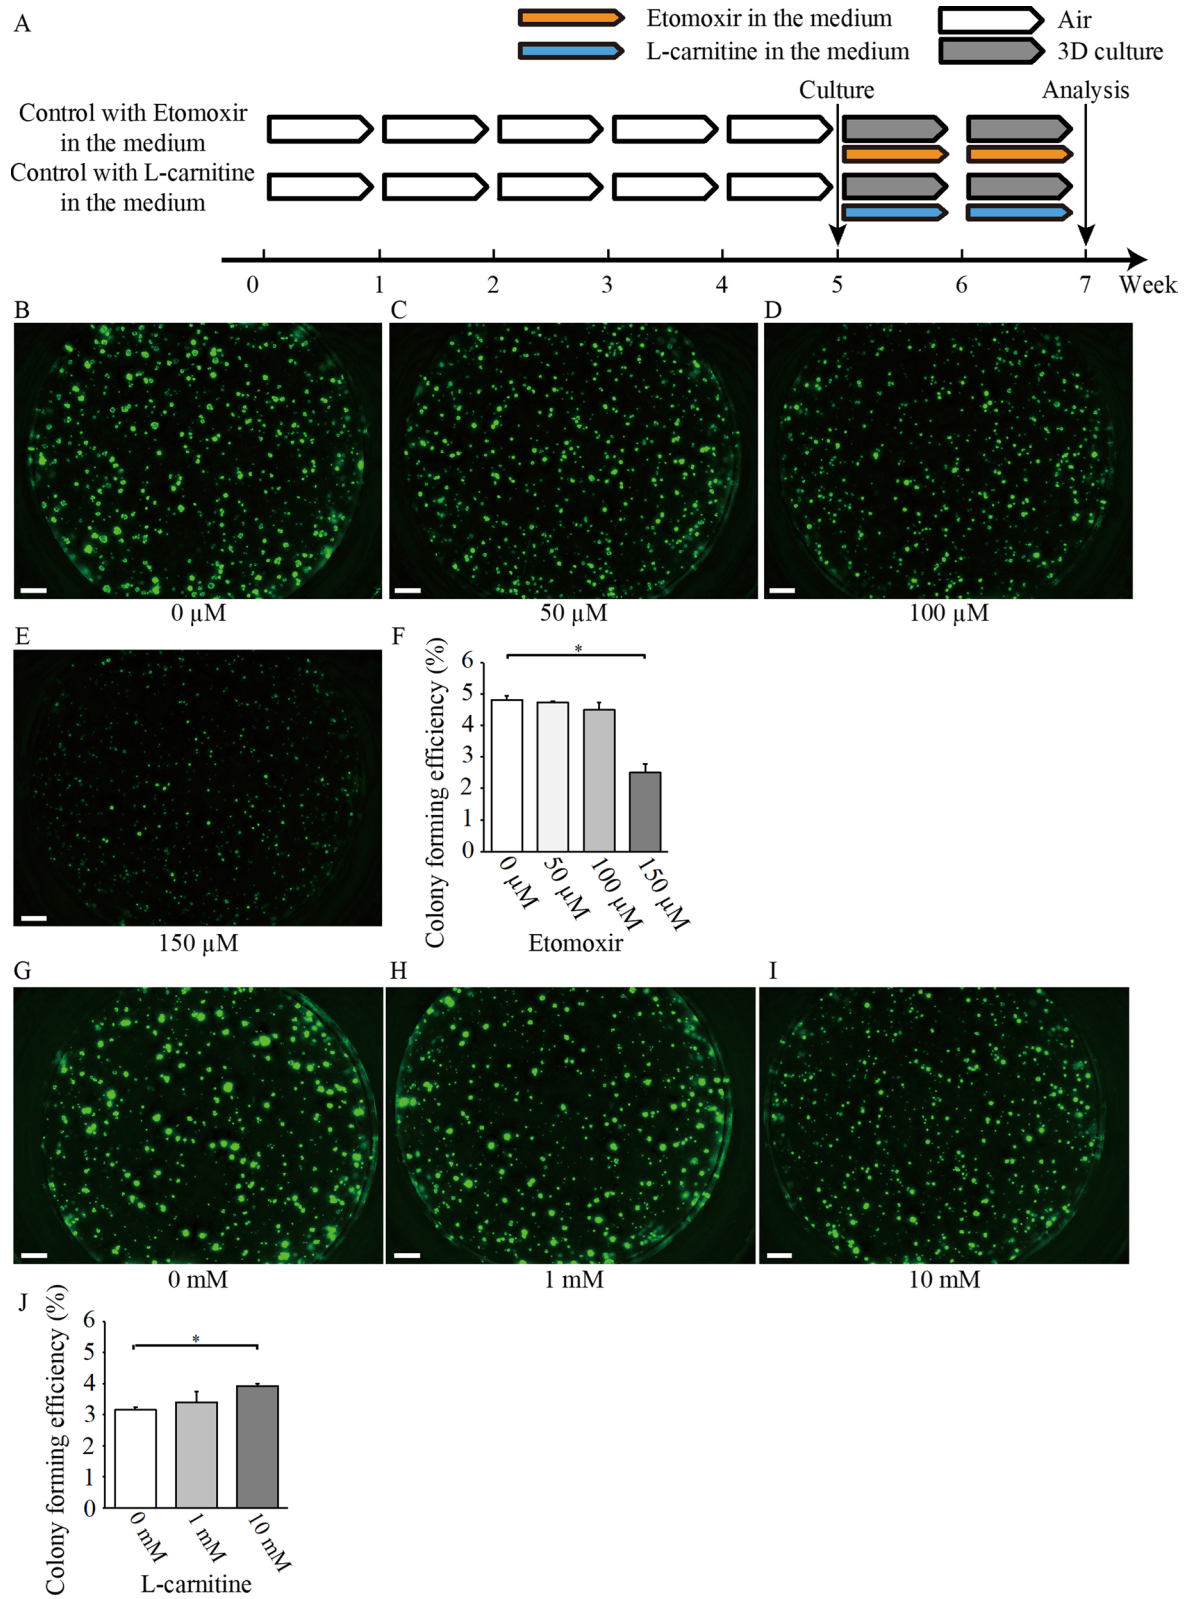 A
Etomoxir in the medium
Air
L-carnitine in the medium
3D culture
Culture
Analysis
Control with Etomoxir
in the medium
Control with L-carnitine
in the medium
0 1 2 3 4 5 6 7 Week
B C D
0 µM 50 µM 100 µM
E F
Colony forming efficiency (%)
6
5
4
3
2
1
0
*
0 µM 50 µM 100 µM 150 µM
Etomoxir
150 µM
G H I
0 mM 1 mM 10 mM
J
Colony forming efficiency (%)
6
5
4
3
2
1
0
*
0 mM 1 mM 10 mM
L-carnitine